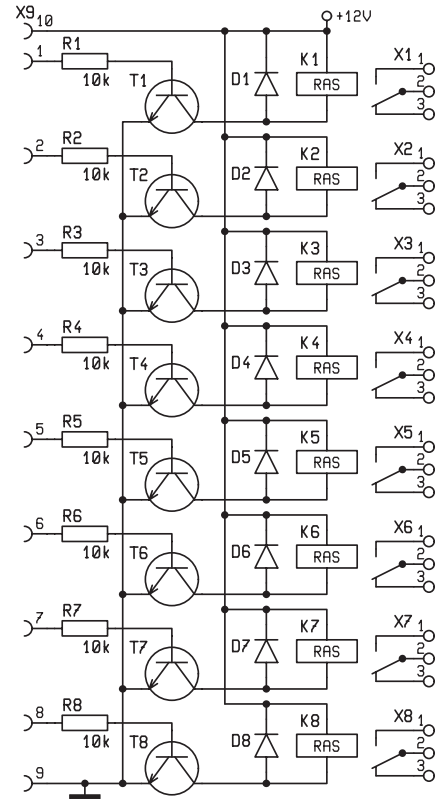 X9 10 +12V
1 R1 10k T1 D1 K1 RAS X1 1 2 3
2 R2 10k T2 D2 K2 RAS X2 1 2 3
3 R3 10k T3 D3 K3 RAS X3 1 2 3
4 R4 10k T4 D4 K4 RAS X4 1 2 3
5 R5 10k T5 D5 K5 RAS X5 1 2 3
6 R6 10k T6 D6 K6 RAS X6 1 2 3
7 R7 10k T7 D7 K7 RAS X7 1 2 3
8 R8 10k T8 D8 K8 RAS X8 1 2 3
9